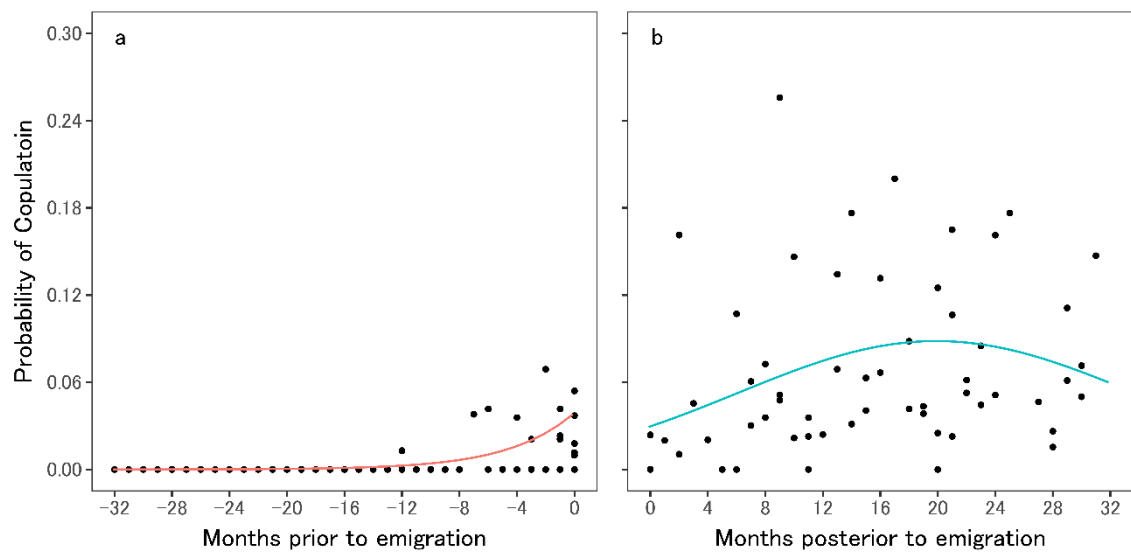 a
b
Probability of Copulatoin
0.30
0.24
0.18
0.12
0.06
0.00
-32 -28 -24 -20 -16 -12 -8 -4 0
0 4 8 12 16 20 24 28 32
Months prior to emigration
Months posterior to emigration